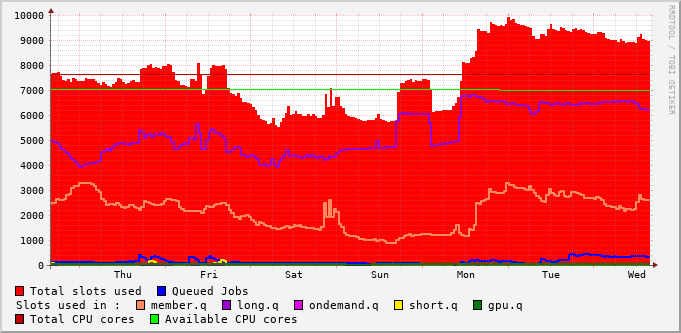 10000
9000
8000
7000
6000
5000
4000
3000
2000
1000
0
Thu Fri Sat Sun Mon Tue Wed
RRDTOOL / TOBI OETIKER
Total slots used Queued Jobs
Slots used in : member.q long.q ondemand.q short.q gpu.q
Total CPU cores Available CPU cores